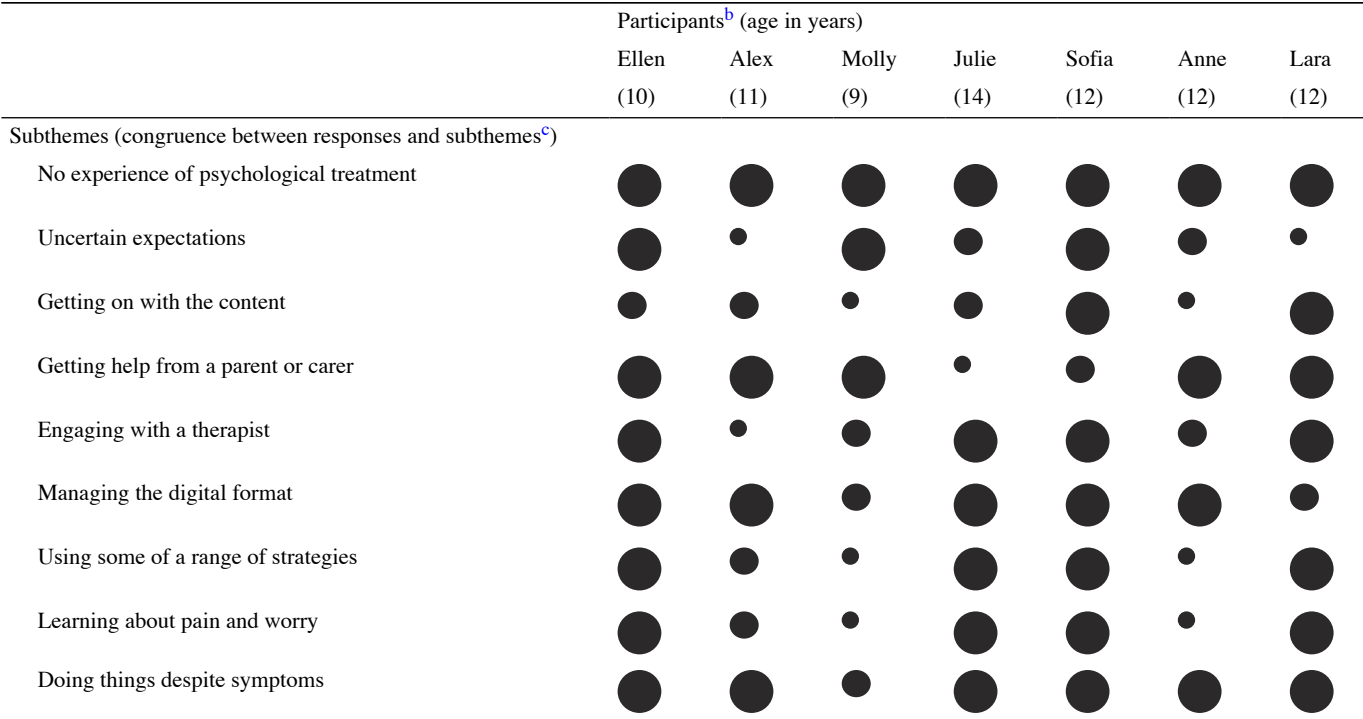 Participantsb (age in years)
Ellen Alex Molly Julie Sofia Anne Lara
(10) (11) (9) (14) (12) (12) (12)
Subthemes (congruence between responses and subthemesc)
No experience of psychological treatment
Uncertain expectations
Getting on with the content
Getting help from a parent or carer
Engaging with a therapist
Managing the digital format
Using some of a range of strategies
Learning about pain and worry
Doing things despite symptoms